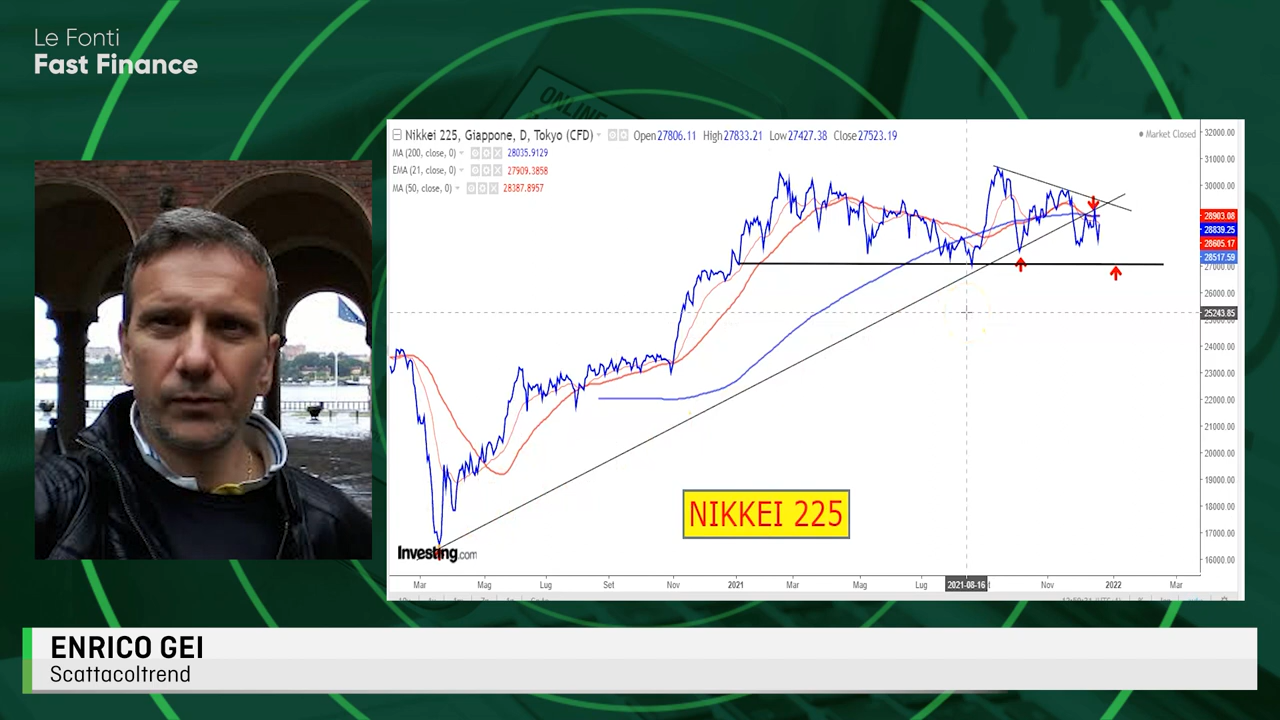 Le Fonti
Fast Finance
ONLINE
Nikkei 225, Giappone, D, Tokyo (CFD) Open 27806.11 High 27833.21 Low 27427.38 Close 27523.19
Market Closed
MA (200, close, 0) 28035.9129
EMA (21, close, 0) 27909.3858
MA (50, close, 0) 28387.8957
32000.00
31000.00
30000.00
28903.08
28839.25
28605.17
28517.59
27000.00
26000.00
25243.85
24000.00
23000.00
22000.00
21000.00
20000.00
19000.00
18000.00
17000.00
16000.00
NIKKEI 225
Investing.com
Mar Mag Lug Set Nov 2021 Mar Mag Lug 2021-08-16 Nov 2022 Mar
ENRICO GEI
Scattacoltrend